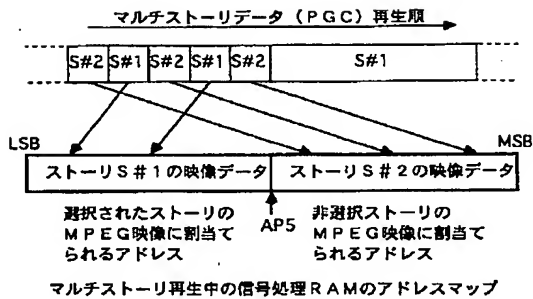 マルチストーリデータ（ＰＧＣ）再生順
S#2 S#1 S#2 S#1 S#2 S#1
LSB MSB
ストーリＳ＃１の映像データ ストーリＳ＃２の映像データ
選択されたストーリの
ＭＰＥＧ映像に割当て
られるアドレス
AP5
非選択ストーリの
ＭＰＥＧ映像に割当て
られるアドレス
マルチストーリ再生中の信号処理ＲＡＭのアドレスマップ